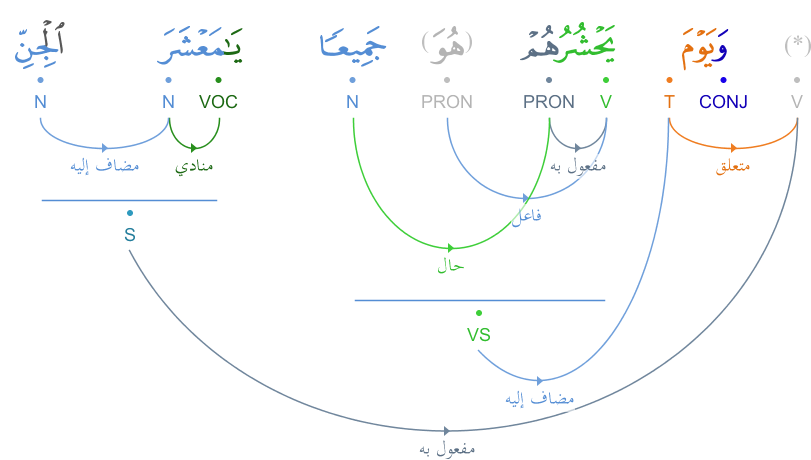 (*) وَيَوْمَ يَحْشُرُهُمْ (هُوَ) جَمِيعًا يَـٰمَعْشَرَ ٱلْجِنِّ
V CONJ T V PRON PRON N VOC N N
متعلق مفعول به منادي مضاف إليه
فاعل
S
حال
VS
مضاف إليه
مفعول به